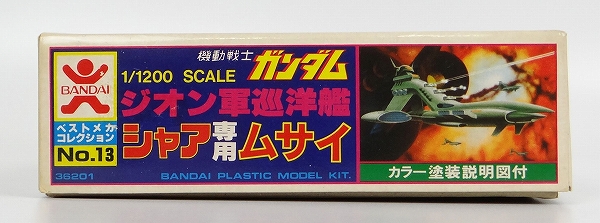 BANDAI
ベストメカ
コレクション
No.13
36201
機動戦士
ガンダム
1/1200 SCALE
ジオン軍巡洋艦
シャア専用ムサイ
BANDAI PLASTIC MODEL KIT.
カラー塗装説明図付